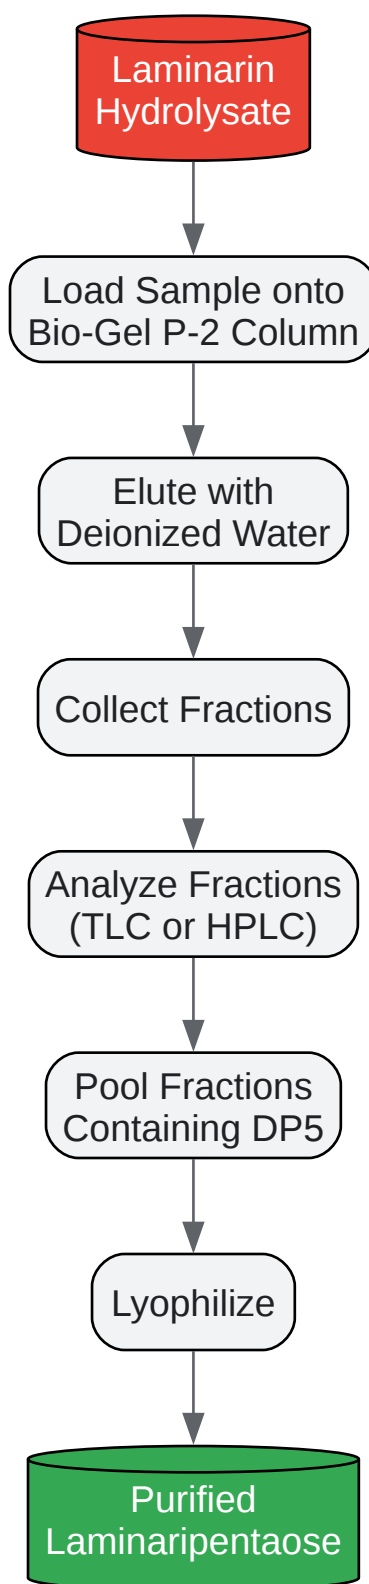 Laminarin
Hydrolysate
Load Sample onto
Bio-Gel P-2 Column
Elute with
Deionized Water
Collect Fractions
Analyze Fractions
(TLC or HPLC)
Pool Fractions
Containing DP5
Lyophilize
Purified
Laminaripentaose